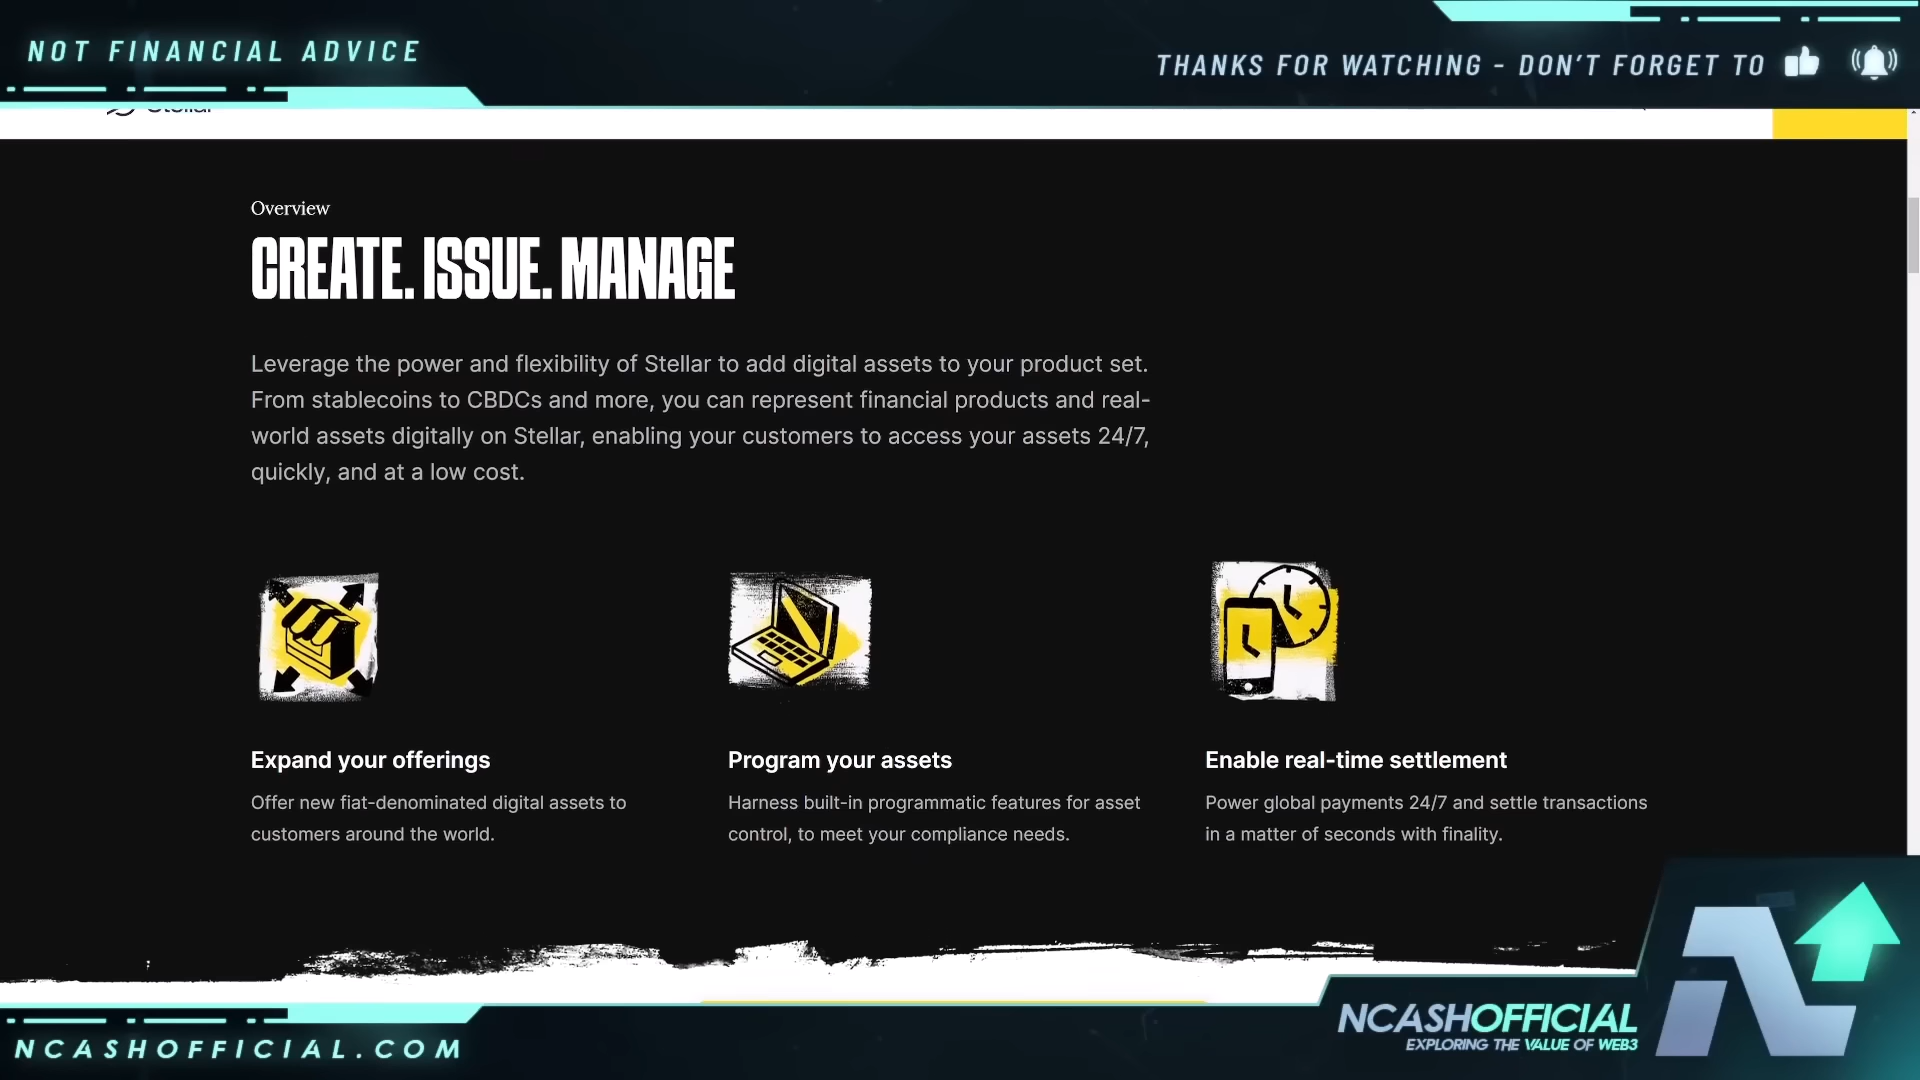 NOT FINANCIAL ADVICE
THANKS FOR WATCHING - DON'T FORGET TO
Stellar
Overview
CREATE. ISSUE. MANAGE
Leverage the power and flexibility of Stellar to add digital assets to your product set.
From stablecoins to CBDCs and more, you can represent financial products and real-
world assets digitally on Stellar, enabling your customers to access your assets 24/7,
quickly, and at a low cost.
Expand your offerings
Offer new fiat-denominated digital assets to
customers around the world.
Program your assets
Harness built-in programmatic features for asset
control, to meet your compliance needs.
Enable real-time settlement
Power global payments 24/7 and settle transactions
in a matter of seconds with finality.
NCASHOFFICIAL.COM
NCASHOFFICIAL
EXPLORING THE VALUE OF WEB3